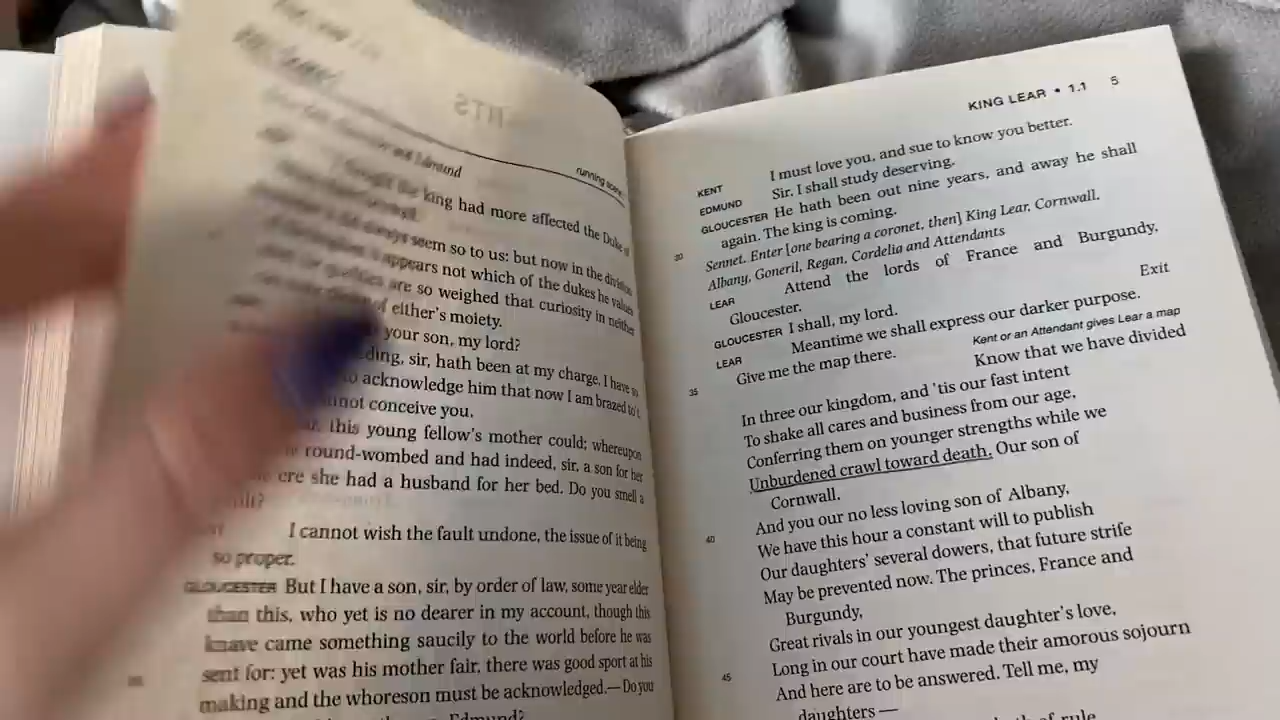 running scene
not Edmund
king had more affected the Duke of
always seem so to us: but now in the division
appears not which of the dukes he values
are so weighed that curiosity in neither
of either's moiety.
your son, my lord?
sir, hath been at my charge. I have so
to acknowledge him that now I am brazed to't.
cannot conceive you.
this young fellow's mother could; whereupon
round-wombed and had indeed, sir, a son for her
ere she had a husband for her bed. Do you smell a
I cannot wish the fault undone, the issue of it being
so proper.
GLOUCESTER But I have a son, sir, by order of law, some year elder
than this, who yet is no dearer in my account, though this
knave came something saucily to the world before he was
sent for: yet was his mother fair, there was good sport at his
making and the whoreson must be acknowledged.— Do you
Edmund?
KING LEAR • 1.1 5
KENT I must love you, and sue to know you better.
EDMUND Sir, I shall study deserving.
GLOUCESTER He hath been out nine years, and away he shall
again. The king is coming.
30 Sennet. Enter [one bearing a coronet, then] King Lear, Cornwall,
Albany, Goneril, Regan, Cordelia and Attendants
LEAR Attend the lords of France and Burgundy,
Gloucester.
GLOUCESTER I shall, my lord. Exit
LEAR Meantime we shall express our darker purpose.
35 Give me the map there. Kent or an Attendant gives Lear a map
Know that we have divided
In three our kingdom, and 'tis our fast intent
To shake all cares and business from our age,
Conferring them on younger strengths while we
Unburdened crawl toward death. Our son of
Cornwall,
40 And you our no less loving son of Albany,
We have this hour a constant will to publish
Our daughters' several dowers, that future strife
May be prevented now. The princes, France and
Burgundy,
Great rivals in our youngest daughter's love,
45 Long in our court have made their amorous sojourn
And here are to be answered. Tell me, my
daughters —
of rule